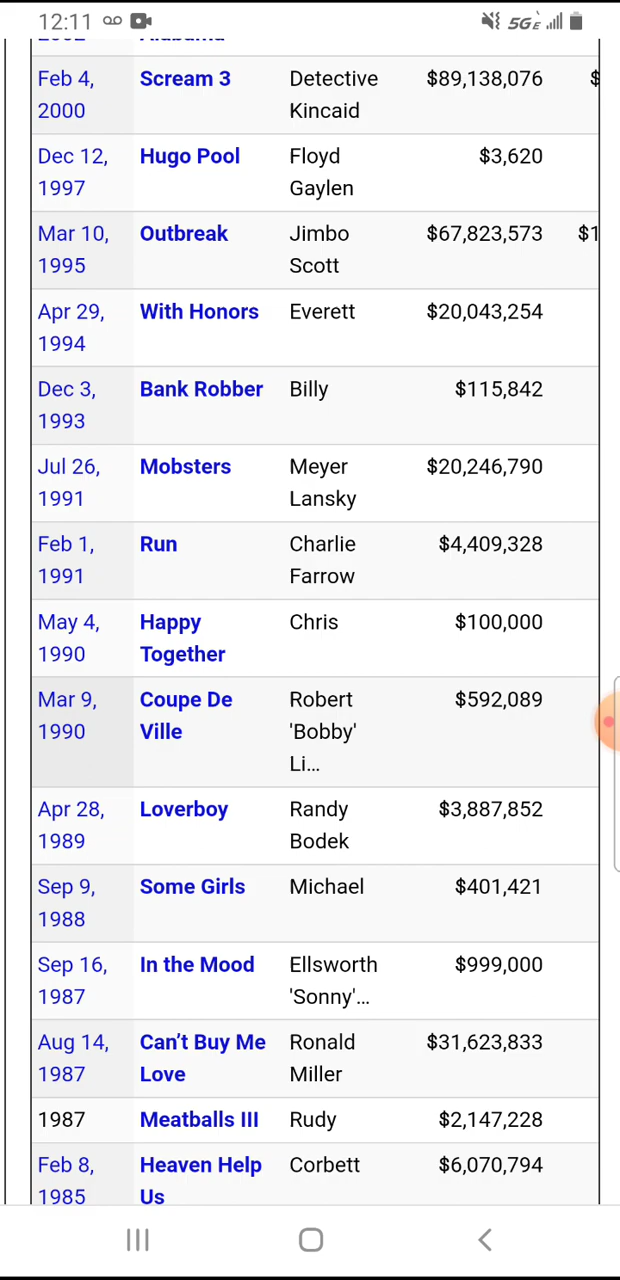 12:11
5GE
2002 Alabama
Feb 4, Scream 3 Detective $89,138,076 $
2000 Kincaid
Dec 12, Hugo Pool Floyd $3,620
1997 Gaylen
Mar 10, Outbreak Jimbo $67,823,573 $1
1995 Scott
Apr 29, With Honors Everett $20,043,254
1994
Dec 3, Bank Robber Billy $115,842
1993
Jul 26, Mobsters Meyer $20,246,790
1991 Lansky
Feb 1, Run Charlie $4,409,328
1991 Farrow
May 4, Happy Chris $100,000
1990 Together
Mar 9, Coupe De Robert $592,089
1990 Ville 'Bobby'
Li...
Apr 28, Loverboy Randy $3,887,852
1989 Bodek
Sep 9, Some Girls Michael $401,421
1988
Sep 16, In the Mood Ellsworth $999,000
1987 'Sonny'...
Aug 14, Can’t Buy Me Ronald $31,623,833
1987 Love Miller
1987 Meatballs III Rudy $2,147,228
Feb 8, Heaven Help Corbett $6,070,794
1985 Us